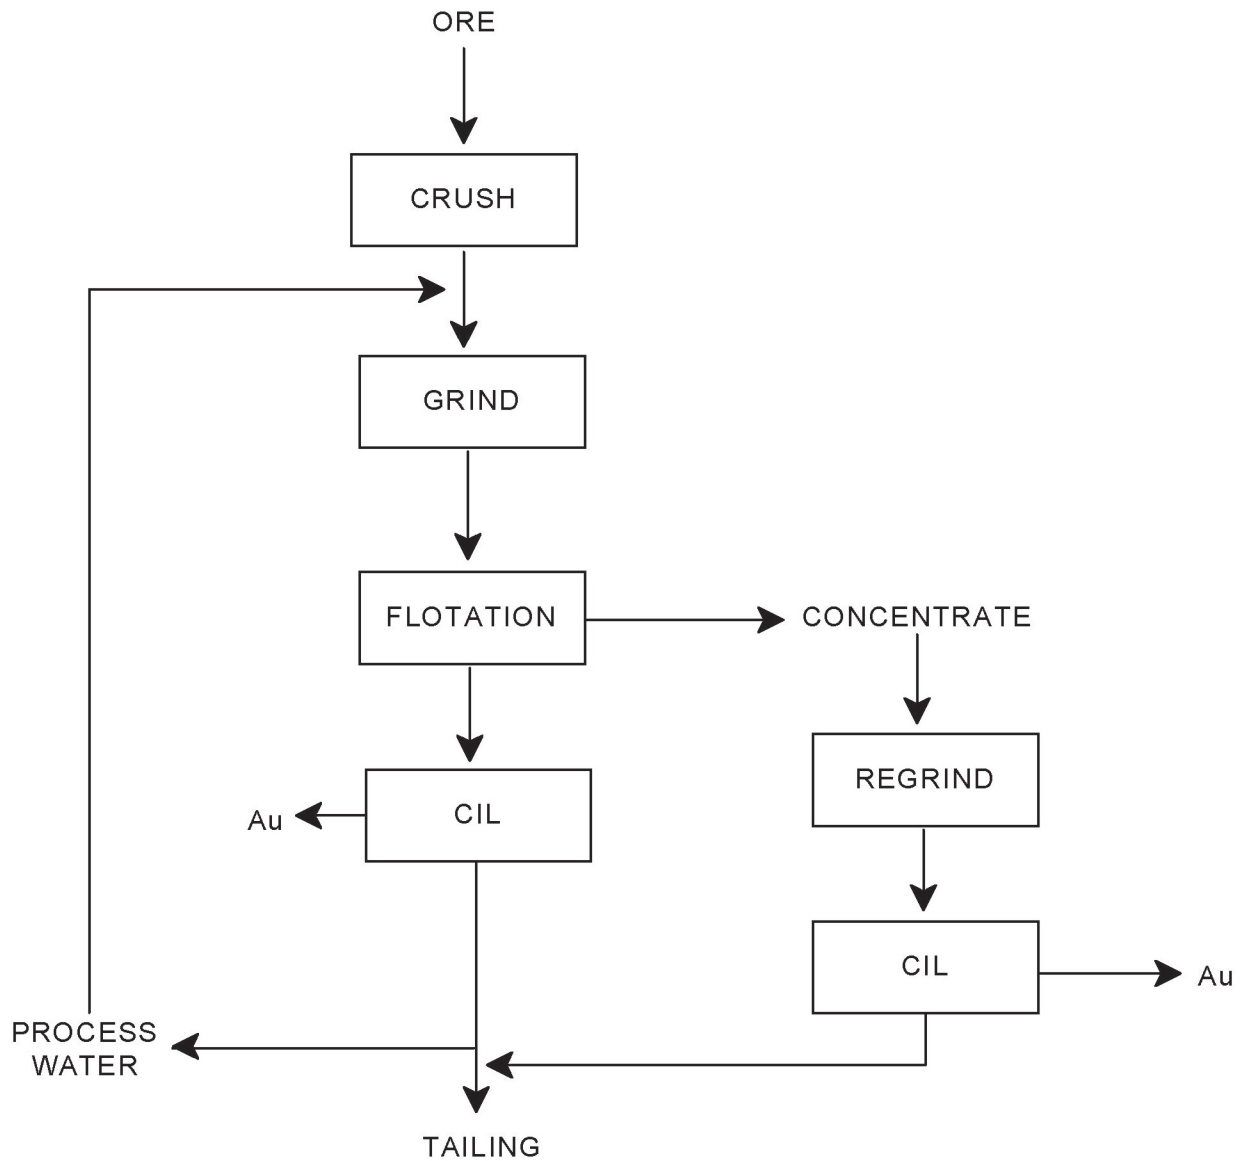 ORE
CRUSH
GRIND
FLOTATION
CONCENTRATE
REGRIND
Au
CIL
CIL
Au
PROCESS
WATER
TAILING